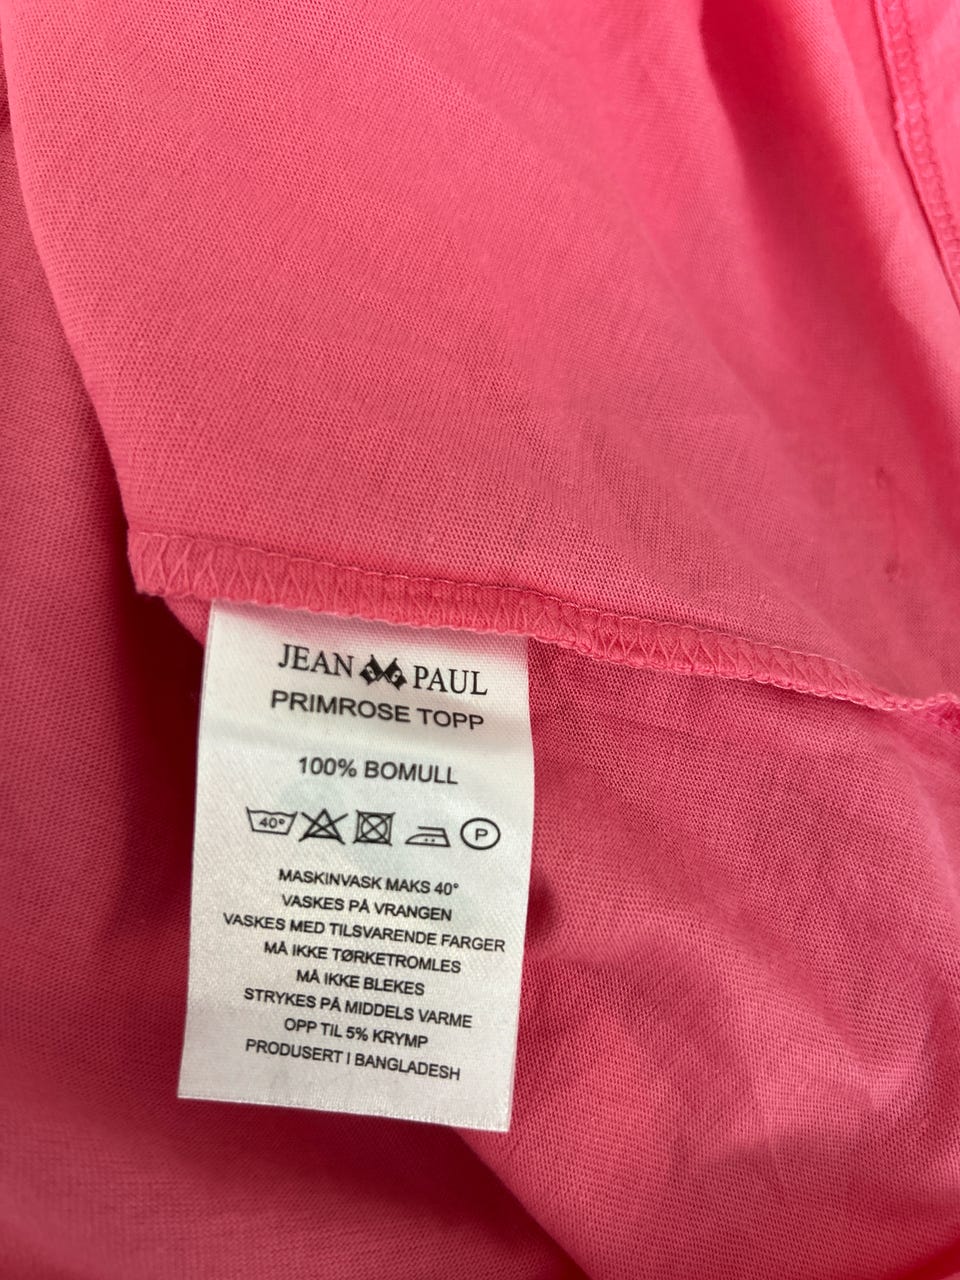 JEAN PAUL
PRIMROSE TOPP
100% BOMULL
40° P
MASKINVASK MAKS 40°
VASKES PÅ VRANGEN
VASKES MED TILSVARENDE FARGER
MÅ IKKE TØRKETROMLES
MÅ IKKE BLEKES
STRYKES PÅ MIDDELS VARME
OPP TIL 5% KRYMP
PRODUSERT I BANGLADESH